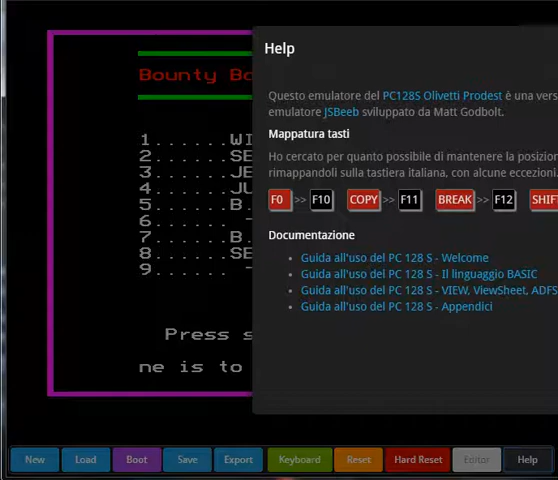 Help
Bounty Bo
Questo emulatore del PC128S Olivetti Prodest è una vers
emulatore JSBeeb sviluppato da Matt Godbolt.
Mappatura tasti
Ho cercato per quanto possibile di mantenere la posizion
rimappandoli sulla tastiera italiana, con alcune eccezioni.
F0 >> F10 COPY >> F11 BREAK >> F12 SHIFT
Documentazione
Guida all'uso del PC 128 S - Welcome
Guida all'uso del PC 128 S - Il linguaggio BASIC
Guida all'uso del PC 128 S - VIEW, ViewSheet, ADFS
Guida all'uso del PC 128 S - Appendici
1......WI
2......SE
3......JE
4......JU
5......B.
6......
7......B.
8......SE
9......
Press s
ne is to
New Load Boot Save Export Keyboard Reset Hard Reset Editor Help